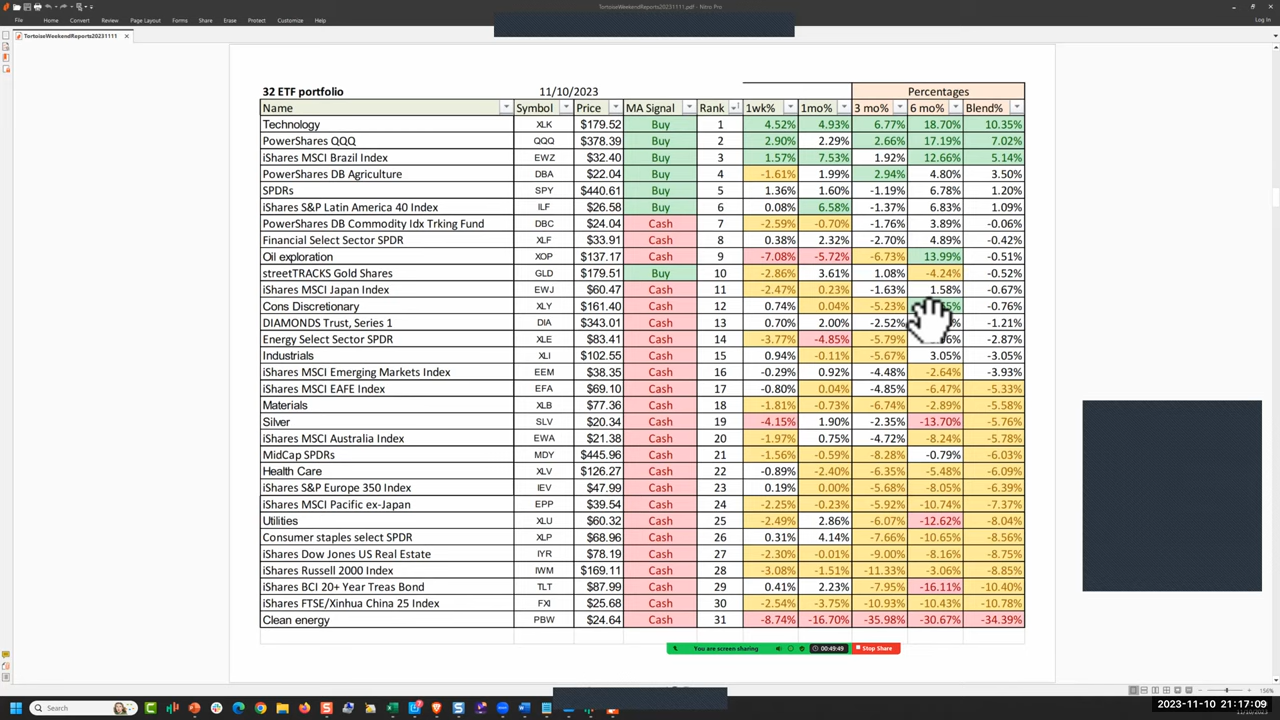 TortoiseWeekendReports20231111.pdf - Nitro Pro
File Home Convert Review Page Layout Forms Share Erase Protect Customize Help
Log In
TortoiseWeekendReports20231111
32 ETF portfolio 11/10/2023 Percentages
Name Symbol Price MA Signal Rank 1wk% 1mo% 3 mo% 6 mo% Blend%
Technology XLK $179.52 Buy 1 4.52% 4.93% 6.77% 18.70% 10.35%
PowerShares QQQ QQQ $378.39 Buy 2 2.90% 2.29% 2.66% 17.19% 7.02%
iShares MSCI Brazil Index EWZ $32.40 Buy 3 1.57% 7.53% 1.92% 12.66% 5.14%
PowerShares DB Agriculture DBA $22.04 Buy 4 -1.61% 1.99% 2.94% 4.80% 3.50%
SPDRs SPY $440.61 Buy 5 1.36% 1.60% -1.19% 6.78% 1.20%
iShares S&P Latin America 40 Index ILF $26.58 Buy 6 0.08% 6.58% -1.37% 6.83% 1.09%
PowerShares DB Commodity Idx Trking Fund DBC $24.04 Cash 7 -2.59% -0.70% -1.76% 3.89% -0.06%
Financial Select Sector SPDR XLF $33.91 Cash 8 0.38% 2.32% -2.70% 4.89% -0.42%
Oil exploration XOP $137.17 Cash 9 -7.08% -5.72% -6.73% 13.99% -0.51%
streetTRACKS Gold Shares GLD $179.51 Buy 10 -2.86% 3.61% 1.08% -4.24% -0.52%
iShares MSCI Japan Index EWJ $60.47 Cash 11 -2.47% 0.23% -1.63% 1.58% -0.67%
Cons Discretionary XLY $161.40 Cash 12 0.74% 0.04% -5.23% -0.76%
DIAMONDS Trust, Series 1 DIA $343.01 Cash 13 0.70% 2.00% -2.52% -1.21%
Energy Select Sector SPDR XLE $83.41 Cash 14 -3.77% -4.85% -5.79% -2.87%
Industrials XLI $102.55 Cash 15 0.94% -0.11% -5.67% 3.05% -3.05%
iShares MSCI Emerging Markets Index EEM $38.35 Cash 16 -0.29% 0.92% -4.48% -2.64% -3.93%
iShares MSCI EAFE Index EFA $69.10 Cash 17 -0.80% 0.04% -4.85% -6.47% -5.33%
Materials XLB $77.36 Cash 18 -1.81% -0.73% -6.74% -2.89% -5.58%
Silver SLV $20.34 Cash 19 -4.15% 1.90% -2.35% -13.70% -5.76%
iShares MSCI Australia Index EWA $21.38 Cash 20 -1.97% 0.75% -4.72% -8.24% -5.78%
MidCap SPDRs MDY $445.96 Cash 21 -1.56% -0.59% -8.28% -0.79% -6.03%
Health Care XLV $126.27 Cash 22 -0.89% -2.40% -6.35% -5.48% -6.09%
iShares S&P Europe 350 Index IEV $47.99 Cash 23 0.19% 0.00% -5.68% -8.05% -6.39%
iShares MSCI Pacific ex-Japan EPP $39.54 Cash 24 -2.25% -0.23% -5.92% -10.74% -7.37%
Utilities XLU $60.32 Cash 25 -2.49% 2.86% -6.07% -12.62% -8.04%
Consumer staples select SPDR XLP $68.96 Cash 26 0.31% 4.14% -7.66% -10.65% -8.56%
iShares Dow Jones US Real Estate IYR $78.19 Cash 27 -2.30% -0.01% -9.00% -8.16% -8.75%
iShares Russell 2000 Index IWM $169.11 Cash 28 -3.08% -1.51% -11.33% -3.06% -8.85%
iShares BCI 20+ Year Treas Bond TLT $87.99 Cash 29 0.41% 2.23% -7.95% -16.11% -10.40%
iShares FTSE/Xinhua China 25 Index FXI $25.68 Cash 30 -2.54% -3.75% -10.93% -10.43% -10.78%
Clean energy PBW $24.64 Cash 31 -8.74% -16.70% -35.98% -30.67% -34.39%
You are screen sharing 00:49:49 Stop Share
156%
Search
2023-11-10 21:17:09